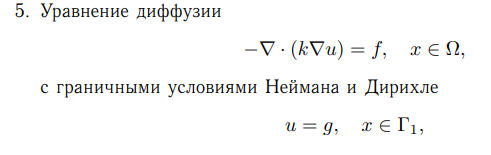 5. Уравнение диффузии
−∇ · (k∇u) = f, x ∈ Ω,
с граничными условиями Неймана и Дирихле
u = g, x ∈ Γ₁,